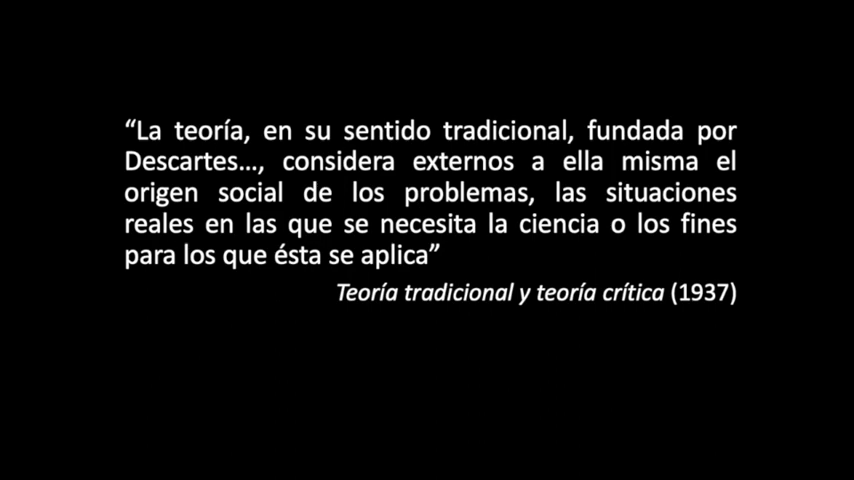 “La teoría, en su sentido tradicional, fundada por
Descartes…, considera externos a ella misma el
origen social de los problemas, las situaciones
reales en las que se necesita la ciencia o los fines
para los que ésta se aplica”
Teoría tradicional y teoría crítica (1937)